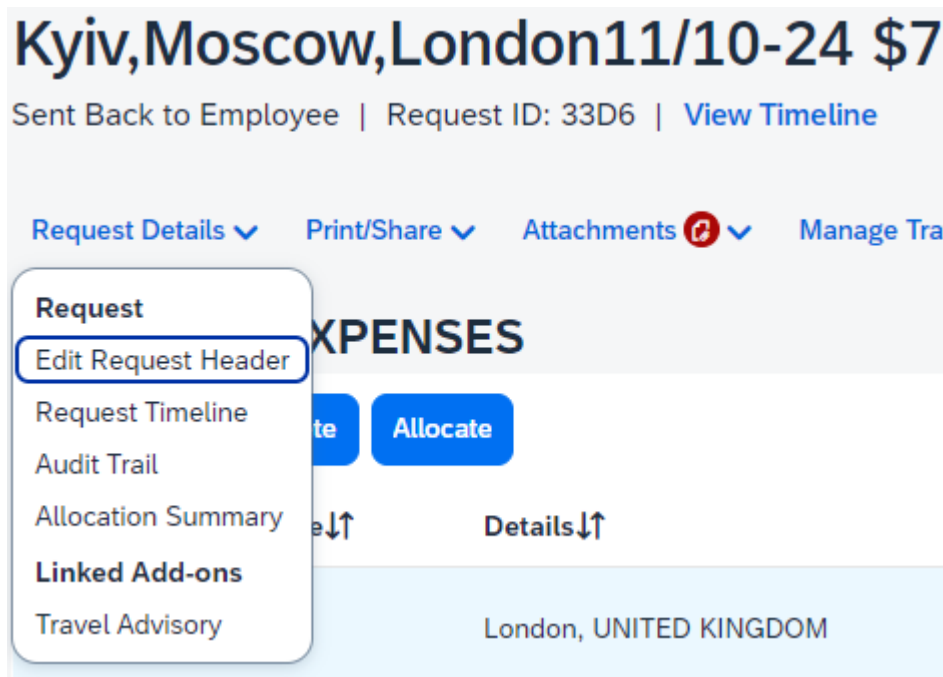 Kyiv,Moscow,London11/10-24 $7
Sent Back to Employee | Request ID: 33D6 | View Timeline
Request Details Print/Share Attachments Manage Tra
Request
XPENSES
Edit Request Header
Request Timeline
te Allocate
Audit Trail
Allocation Summary
e Details
Linked Add-ons
Travel Advisory
London, UNITED KINGDOM